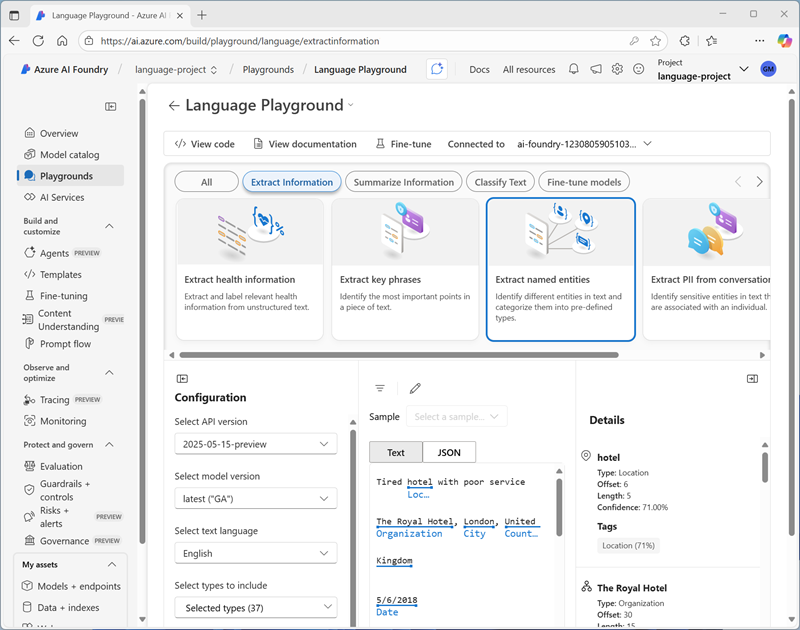 Language Playground - Azure AI
https://ai.azure.com/build/playground/language/extractinformation
Azure AI Foundry / language-project / Playgrounds / Language Playground
Docs All resources
Project
language-project
GM
Overview
Model catalog
Playgrounds
AI Services
Build and
customize
Agents PREVIEW
Templates
Fine-tuning
Content
Understanding PREVIE
Prompt flow
Observe and
optimize
Tracing PREVIEW
Monitoring
Protect and govern
Evaluation
Guardrails +
controls
Risks +
alerts PREVIEW
Governance PREVIEW
My assets
Models + endpoints
Data + indexes
Language Playground
View code View documentation Fine-tune Connected to ai-foundry-1230805905103...
All Extract Information Summarize Information Classify Text Fine-tune models
Extract health information
Extract and label relevant health
information from unstructured text.
Extract key phrases
Identify the most important points in
a piece of text.
Extract named entities
Identify different entities in text and
categorize them into pre-defined
types.
Extract PII from conversation
Identify sensitive entities in text th
are associated with an individual.
Configuration
Select API version
2025-05-15-preview
Select model version
latest ("GA")
Select text language
English
Select types to include
Selected types (37)
Sample Select a sample...
Text JSON
Tired hotel with poor service
Loc...
The Royal Hotel, London, United
Organization City Count...
Kingdom
5/6/2018
Date
Details
hotel
Type: Location
Offset: 6
Length: 5
Confidence: 71.00%
Tags
Location (71%)
The Royal Hotel
Type: Organization
Offset: 30
Length: 15